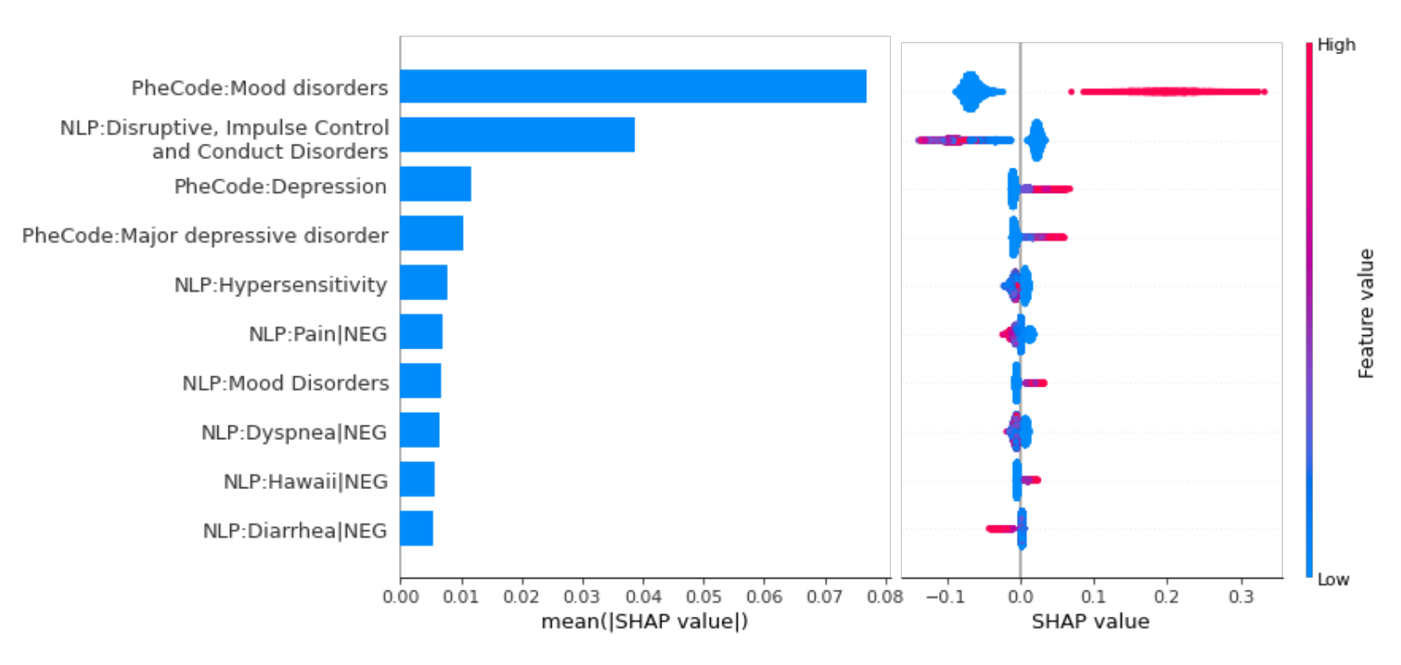 PheCode:Mood disorders
NLP:Disruptive, Impulse Control
and Conduct Disorders
PheCode:Depression
PheCode:Major depressive disorder
NLP:Hypersensitivity
NLP:Pain|NEG
NLP:Mood Disorders
NLP:Dyspnea|NEG
NLP:Hawaii|NEG
NLP:Diarrhea|NEG
0.00 0.01 0.02 0.03 0.04 0.05 0.06 0.07 0.08
mean(|SHAP value|)
−0.1 0.0 0.1 0.2 0.3
SHAP value
High
Feature value
Low